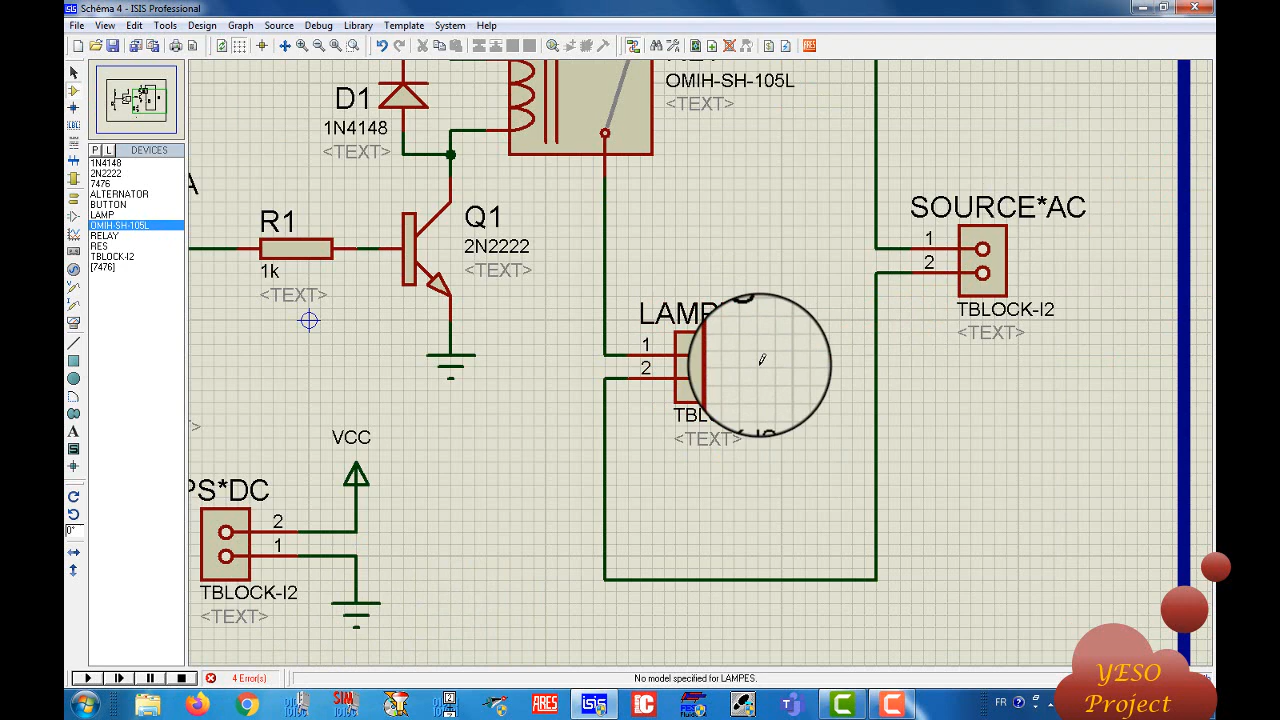 Schéma 4 - ISIS Professional
File View Edit Tools Design Graph Source Debug Library Template System Help
ARES
P L DEVICES
1N4148
2N2222
7476
ALTERNATOR
BUTTON
LAMP
OMIH-SH-105L
RELAY
RES
TBLOCK-I2
[7476]
0°
OMIH-SH-105L
<TEXT>
D1
1N4148
<TEXT>
R1
1k
<TEXT>
Q1
2N2222
<TEXT>
SOURCE*AC
1
2
TBLOCK-I2
<TEXT>
1
2
<TEXT>
VCC
PS*DC
2
1
TBLOCK-I2
<TEXT>
4 Error(s)
No model specified for LAMPES.
ARES
isis
FR
YESO
Project